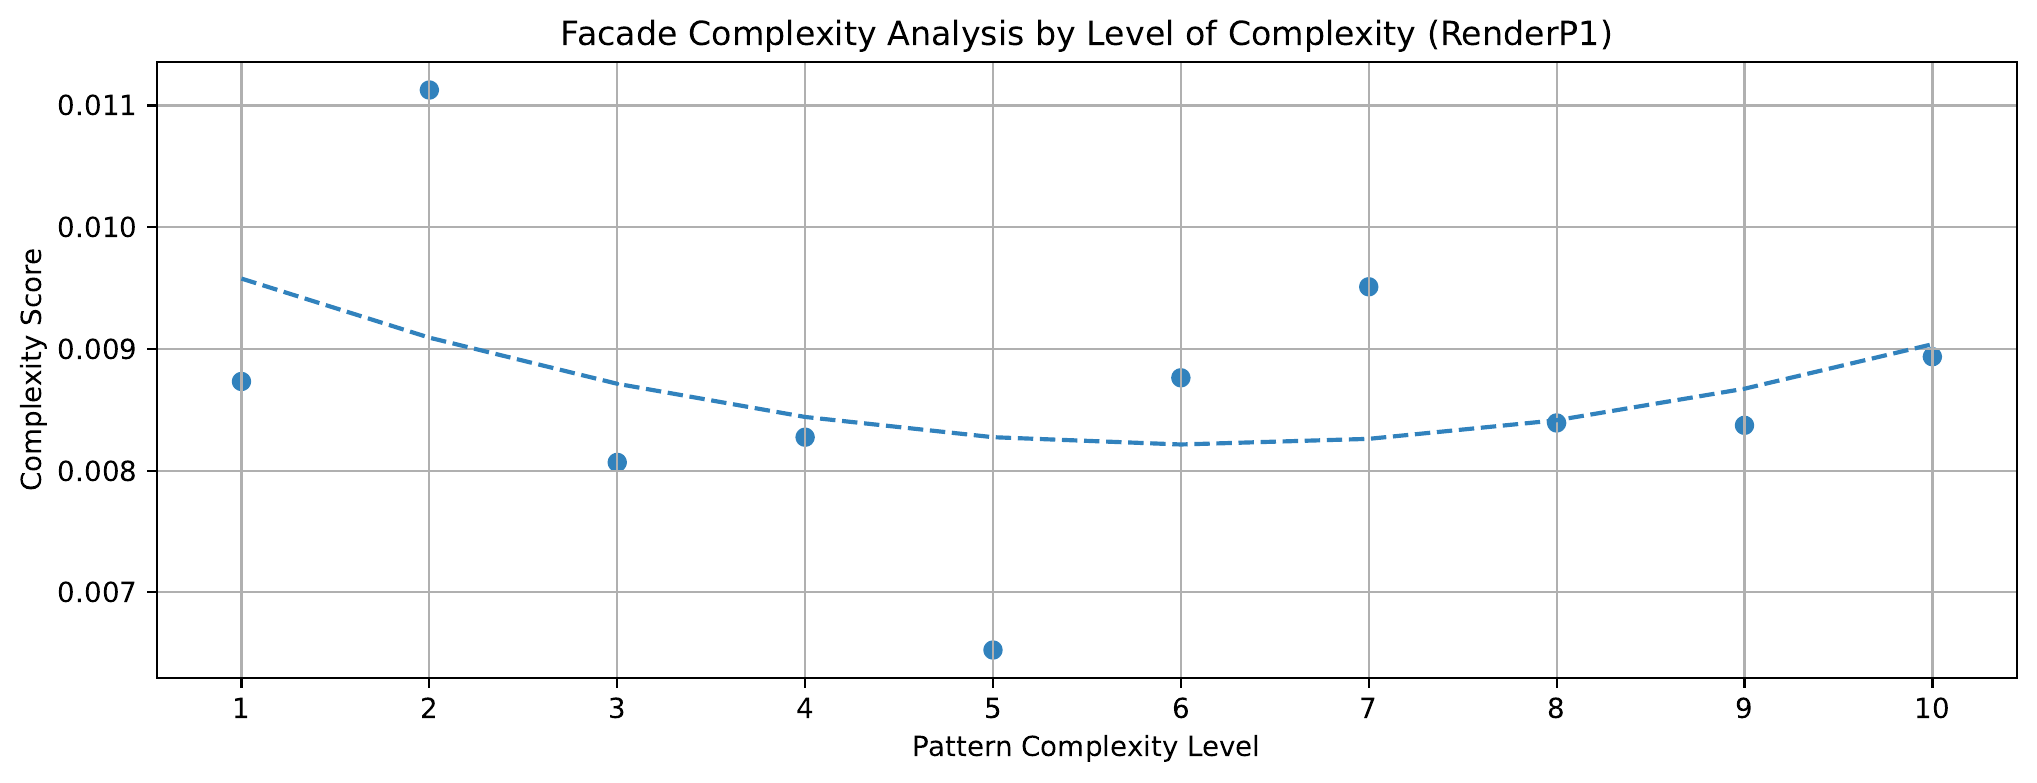 Facade Complexity Analysis by Level of Complexity (RenderP1)
Complexity Score
0.011
0.010
0.009
0.008
0.007
1 2 3 4 5 6 7 8 9 10
Pattern Complexity Level